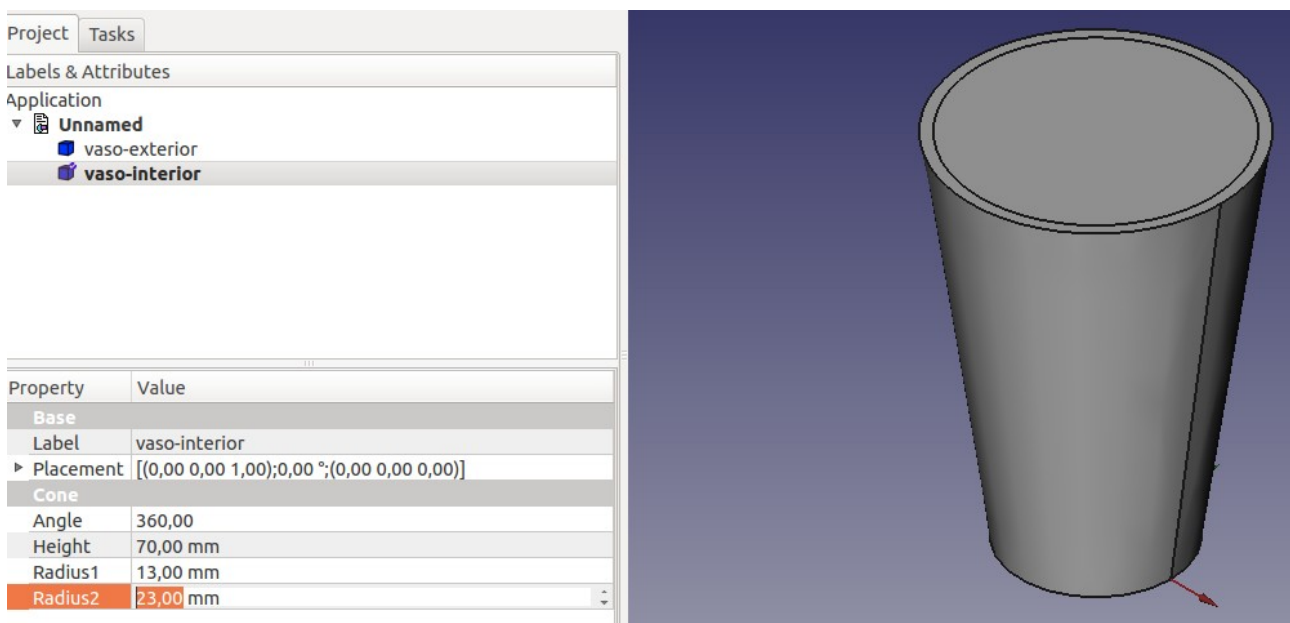 Project Tasks
Labels & Attributes
Application
Unnamed
vaso-exterior
vaso-interior
Property Value
Base
Label vaso-interior
Placement [(0,00 0,00 1,00);0,00 °;(0,00 0,00 0,00)]
Cone
Angle 360,00
Height 70,00 mm
Radius1 13,00 mm
Radius2 23,00 mm